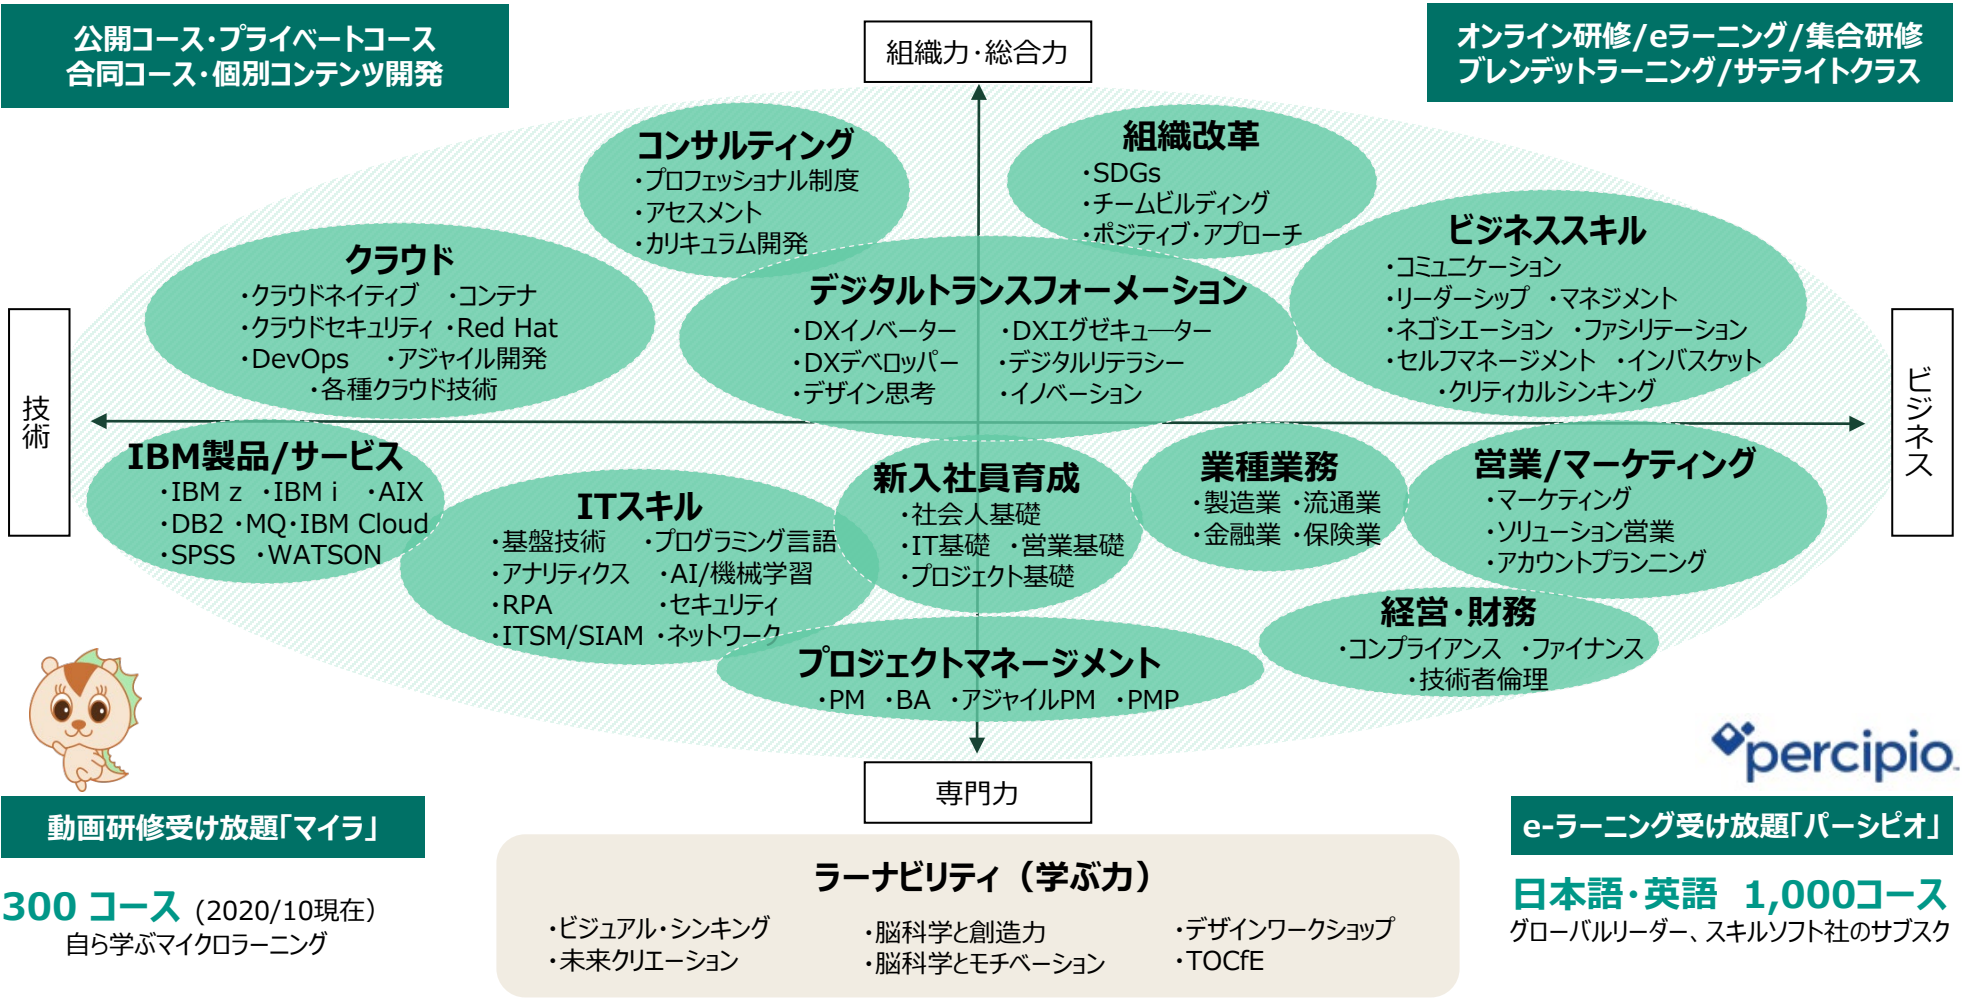 公開コース・プライベートコース
合同コース・個別コンテンツ開発
組織力・総合力
オンライン研修/eラーニング/集合研修
ブレンデットラーニング/サテライトクラス
コンサルティング
・プロフェッショナル制度
・アセスメント
・カリキュラム開発
組織改革
・SDGs
・チームビルディング
・ポジティブ・アプローチ
クラウド
・クラウドネイティブ ・コンテナ
・クラウドセキュリティ ・Red Hat
・DevOps ・アジャイル開発
・各種クラウド技術
デジタルトランスフォーメーション
・DXイノベーター ・DXエグゼキュ―ター
・DXデベロッパー ・デジタルリテラシー
・デザイン思考 ・イノベーション
ビジネススキル
・コミュニケーション
・リーダーシップ ・マネジメント
・ネゴシエーション ・ファシリテーション
・セルフマネージメント ・インバスケット
・クリティカルシンキング
技術
ビジネス
IBM製品/サービス
・IBM z ・IBM i ・AIX
・DB2 ・MQ・IBM Cloud
・SPSS ・WATSON
ITスキル
・基盤技術 ・プログラミング言語
・アナリティクス ・AI/機械学習
・RPA ・セキュリティ
・ITSM/SIAM ・ネットワーク
新入社員育成
・社会人基礎
・IT基礎 ・営業基礎
・プロジェクト基礎
業種業務
・製造業 ・流通業
・金融業 ・保険業
営業/マーケティング
・マーケティング
・ソリューション営業
・アカウントプランニング
経営・財務
・コンプライアンス ・ファイナンス
・技術者倫理
プロジェクトマネージメント
・PM ・BA ・アジャイルPM ・PMP
専門力
percipio
動画研修受け放題「マイラ」
300 コース (2020/10現在)
自ら学ぶマイクロラーニング
ラーナビリティ（学ぶ力）
・ビジュアル・シンキング ・脳科学と創造力 ・デザインワークショップ
・未来クリエーション ・脳科学とモチベーション ・TOCfE
e-ラーニング受け放題「パーシピオ」
日本語・英語 1,000コース
グローバルリーダー、スキルソフト社のサブスク